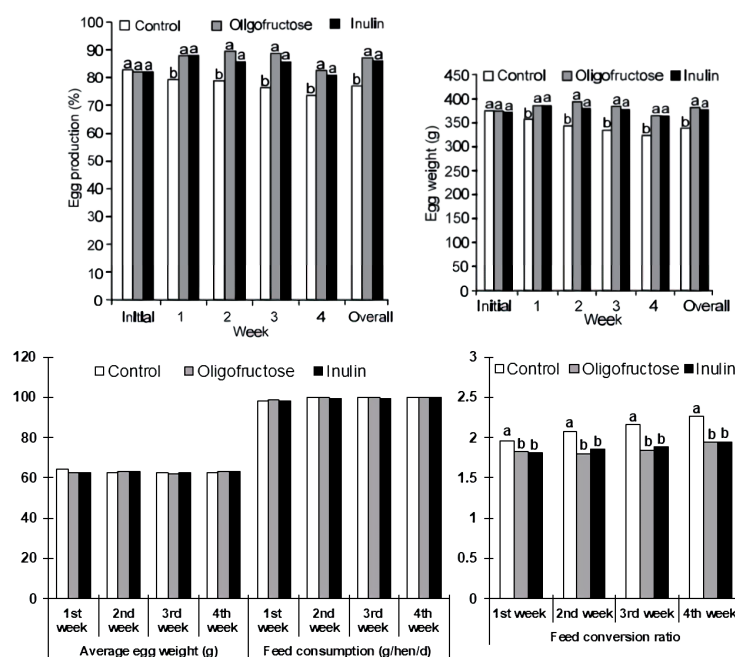 Control Oligofructose Inulin
Egg production (%)
100
90
80
70
60
50
40
30
20
10
0
a a a b a a b a a b a a b a a b a a
Initial 1 2 3 4 Overall
Week
Control Oligofructose Inulin
Egg weight (g)
450
400
350
300
250
200
150
100
50
0
a a a b a a b a a b a a b a a b a a
Initial 1 2 3 4 Overall
Week
Control Oligofructose Inulin
120
100
80
60
40
20
0
1st week 2nd week 3rd week 4th week 1st week 2nd week 3rd week 4th week
Average egg weight (g) Feed consumption (g/hen/d)
Control Oligofructose Inulin
3
2.5
2
1.5
1
0.5
0
a b b a b b a b b a b b
1st week 2nd week 3rd week 4th week
Feed conversion ratio